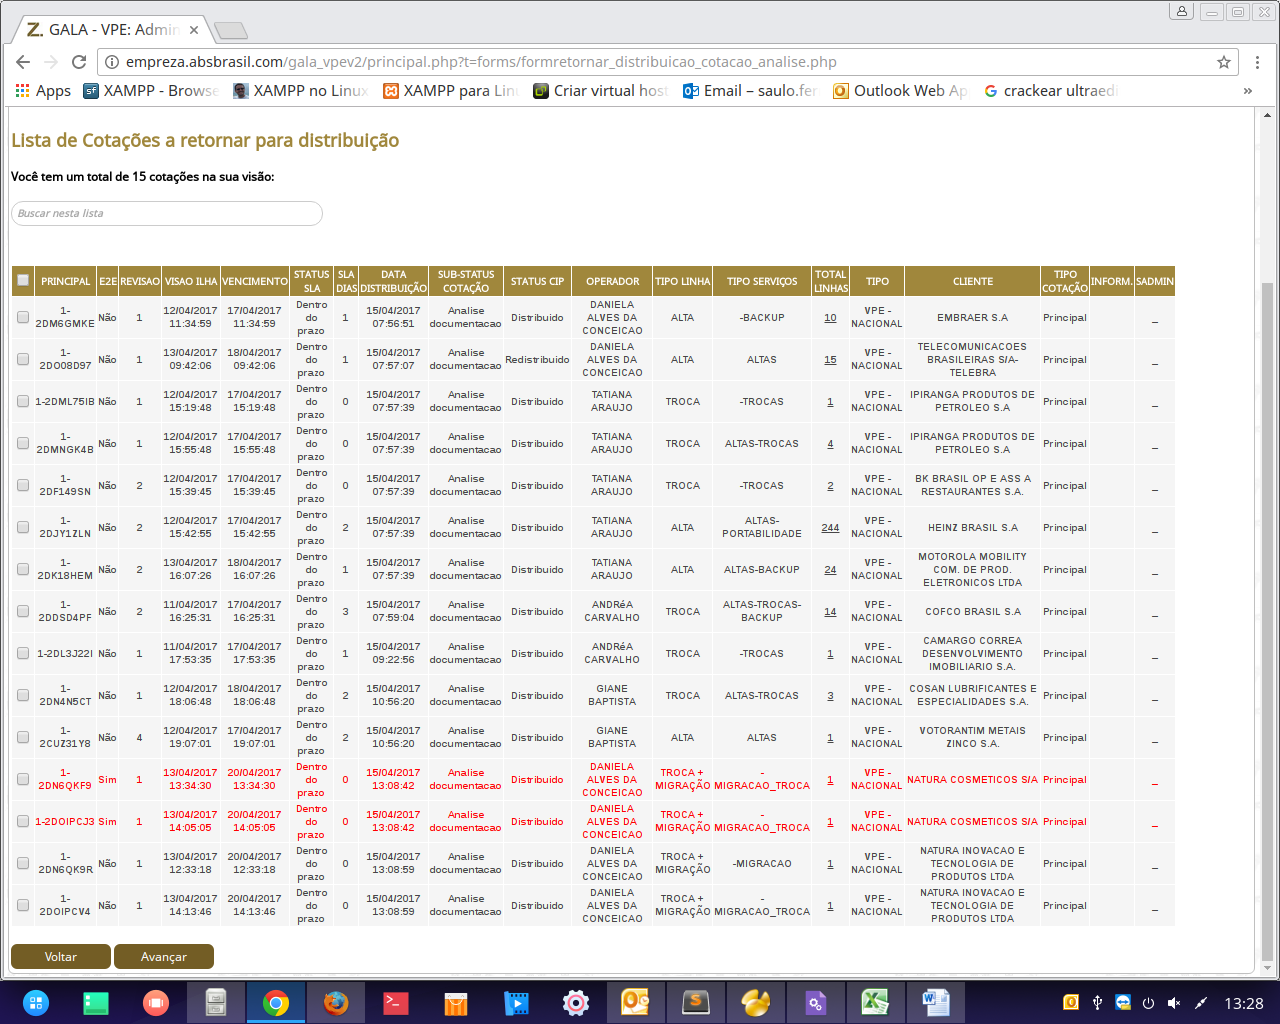 GALA - VPE: Admin
empreza.absbrasil.com/gala_vpev2/principal.php?t=forms/formretornar_distribuicao_cotacao_analise.php
Apps XAMPP - Browse XAMPP no Linux XAMPP para Lin Criar virtual host Email – saulo.fer Outlook Web Ap crackear ultraedi »
Lista de Cotações a retornar para distribuição
Você tem um total de 15 cotações na sua visão:
Buscar nesta lista
PRINCIPAL E2E REVISAO VISAO ILHA VENCIMENTO STATUS SLA SLA DIAS DATA DISTRIBUIÇÃO SUB-STATUS COTAÇÃO STATUS CIP OPERADOR TIPO LINHA TIPO SERVIÇOS TOTAL LINHAS TIPO CLIENTE TIPO COTAÇÃO INFORM. SADMIN
1-2DM6GMKE Não 1 12/04/2017 11:34:59 17/04/2017 11:34:59 Dentro do prazo 1 15/04/2017 07:56:51 Analise documentacao Distribuido DANIELA ALVES DA CONCEICAO ALTA -BACKUP 10 VPE - NACIONAL EMBRAER S.A Principal _
1-2DO08D97 Não 1 13/04/2017 09:42:06 18/04/2017 09:42:06 Dentro do prazo 1 15/04/2017 07:57:07 Analise documentacao Redistribuido DANIELA ALVES DA CONCEICAO ALTA ALTAS 15 VPE - NACIONAL TELECOMUNICACOES BRASILEIRAS S/A-TELEBRA Principal _
1-2DML75IB Não 1 12/04/2017 15:19:48 17/04/2017 15:19:48 Dentro do prazo 0 15/04/2017 07:57:39 Analise documentacao Distribuido TATIANA ARAUJO TROCA -TROCAS 1 VPE - NACIONAL IPIRANGA PRODUTOS DE PETROLEO S.A Principal _
1-2DMNGK4B Não 1 12/04/2017 15:55:48 17/04/2017 15:55:48 Dentro do prazo 0 15/04/2017 07:57:39 Analise documentacao Distribuido TATIANA ARAUJO TROCA ALTAS-TROCAS 4 VPE - NACIONAL IPIRANGA PRODUTOS DE PETROLEO S.A Principal _
1-2DF149SN Não 2 12/04/2017 15:39:45 17/04/2017 15:39:45 Dentro do prazo 0 15/04/2017 07:57:39 Analise documentacao Distribuido TATIANA ARAUJO TROCA -TROCAS 2 VPE - NACIONAL BK BRASIL OP E ASS A RESTAURANTES S.A. Principal _
1-2DJY1ZLN Não 2 12/04/2017 15:42:55 17/04/2017 15:42:55 Dentro do prazo 2 15/04/2017 07:57:39 Analise documentacao Distribuido TATIANA ARAUJO ALTA ALTAS-PORTABILIDADE 244 VPE - NACIONAL HEINZ BRASIL S.A Principal _
1-2DK18HEM Não 2 13/04/2017 16:07:26 18/04/2017 16:07:26 Dentro do prazo 1 15/04/2017 07:57:39 Analise documentacao Distribuido TATIANA ARAUJO ALTA ALTAS-BACKUP 24 VPE - NACIONAL MOTOROLA MOBILITY COM. DE PROD. ELETRONICOS LTDA Principal _
1-2DDSD4PF Não 2 11/04/2017 16:25:31 17/04/2017 16:25:31 Dentro do prazo 3 15/04/2017 07:59:04 Analise documentacao Distribuido ANDRéA CARVALHO TROCA ALTAS-TROCAS-BACKUP 14 VPE - NACIONAL COFCO BRASIL S.A Principal _
1-2DL3J22I Não 1 11/04/2017 17:53:35 17/04/2017 17:53:35 Dentro do prazo 1 15/04/2017 09:22:56 Analise documentacao Distribuido ANDRéA CARVALHO TROCA -TROCAS 1 VPE - NACIONAL CAMARGO CORREA DESENVOLVIMENTO IMOBILIARIO S.A. Principal _
1-2DN4N5CT Não 1 12/04/2017 18:06:48 18/04/2017 18:06:48 Dentro do prazo 2 15/04/2017 10:56:20 Analise documentacao Distribuido GIANE BAPTISTA TROCA ALTAS-TROCAS 3 VPE - NACIONAL COSAN LUBRIFICANTES E ESPECIALIDADES S.A. Principal _
1-2CUZ31Y8 Não 4 12/04/2017 19:07:01 17/04/2017 19:07:01 Dentro do prazo 2 15/04/2017 10:56:20 Analise documentacao Distribuido GIANE BAPTISTA ALTA ALTAS 1 VPE - NACIONAL VOTORANTIM METAIS ZINCO S.A. Principal _
1-2DN6QKF9 Sim 1 13/04/2017 13:34:30 20/04/2017 13:34:30 Dentro do prazo 0 15/04/2017 13:08:42 Analise documentacao Distribuido DANIELA ALVES DA CONCEICAO TROCA + MIGRAÇÃO -MIGRACAO_TROCA 1 VPE - NACIONAL NATURA COSMETICOS S/A Principal _
1-2DOIPCJ3 Sim 1 13/04/2017 14:05:05 20/04/2017 14:05:05 Dentro do prazo 0 15/04/2017 13:08:42 Analise documentacao Distribuido DANIELA ALVES DA CONCEICAO TROCA + MIGRAÇÃO -MIGRACAO_TROCA 1 VPE - NACIONAL NATURA COSMETICOS S/A Principal _
1-2DN6QK9R Não 1 13/04/2017 12:33:18 20/04/2017 12:33:18 Dentro do prazo 0 15/04/2017 13:08:59 Analise documentacao Distribuido DANIELA ALVES DA CONCEICAO TROCA + MIGRAÇÃO -MIGRACAO 1 VPE - NACIONAL NATURA INOVACAO E TECNOLOGIA DE PRODUTOS LTDA Principal _
1-2DOIPCV4 Não 1 13/04/2017 14:13:46 20/04/2017 14:13:46 Dentro do prazo 0 15/04/2017 13:08:59 Analise documentacao Distribuido DANIELA ALVES DA CONCEICAO TROCA + MIGRAÇÃO -MIGRACAO_TROCA 1 VPE - NACIONAL NATURA INOVACAO E TECNOLOGIA DE PRODUTOS LTDA Principal _
Voltar Avançar
13:28